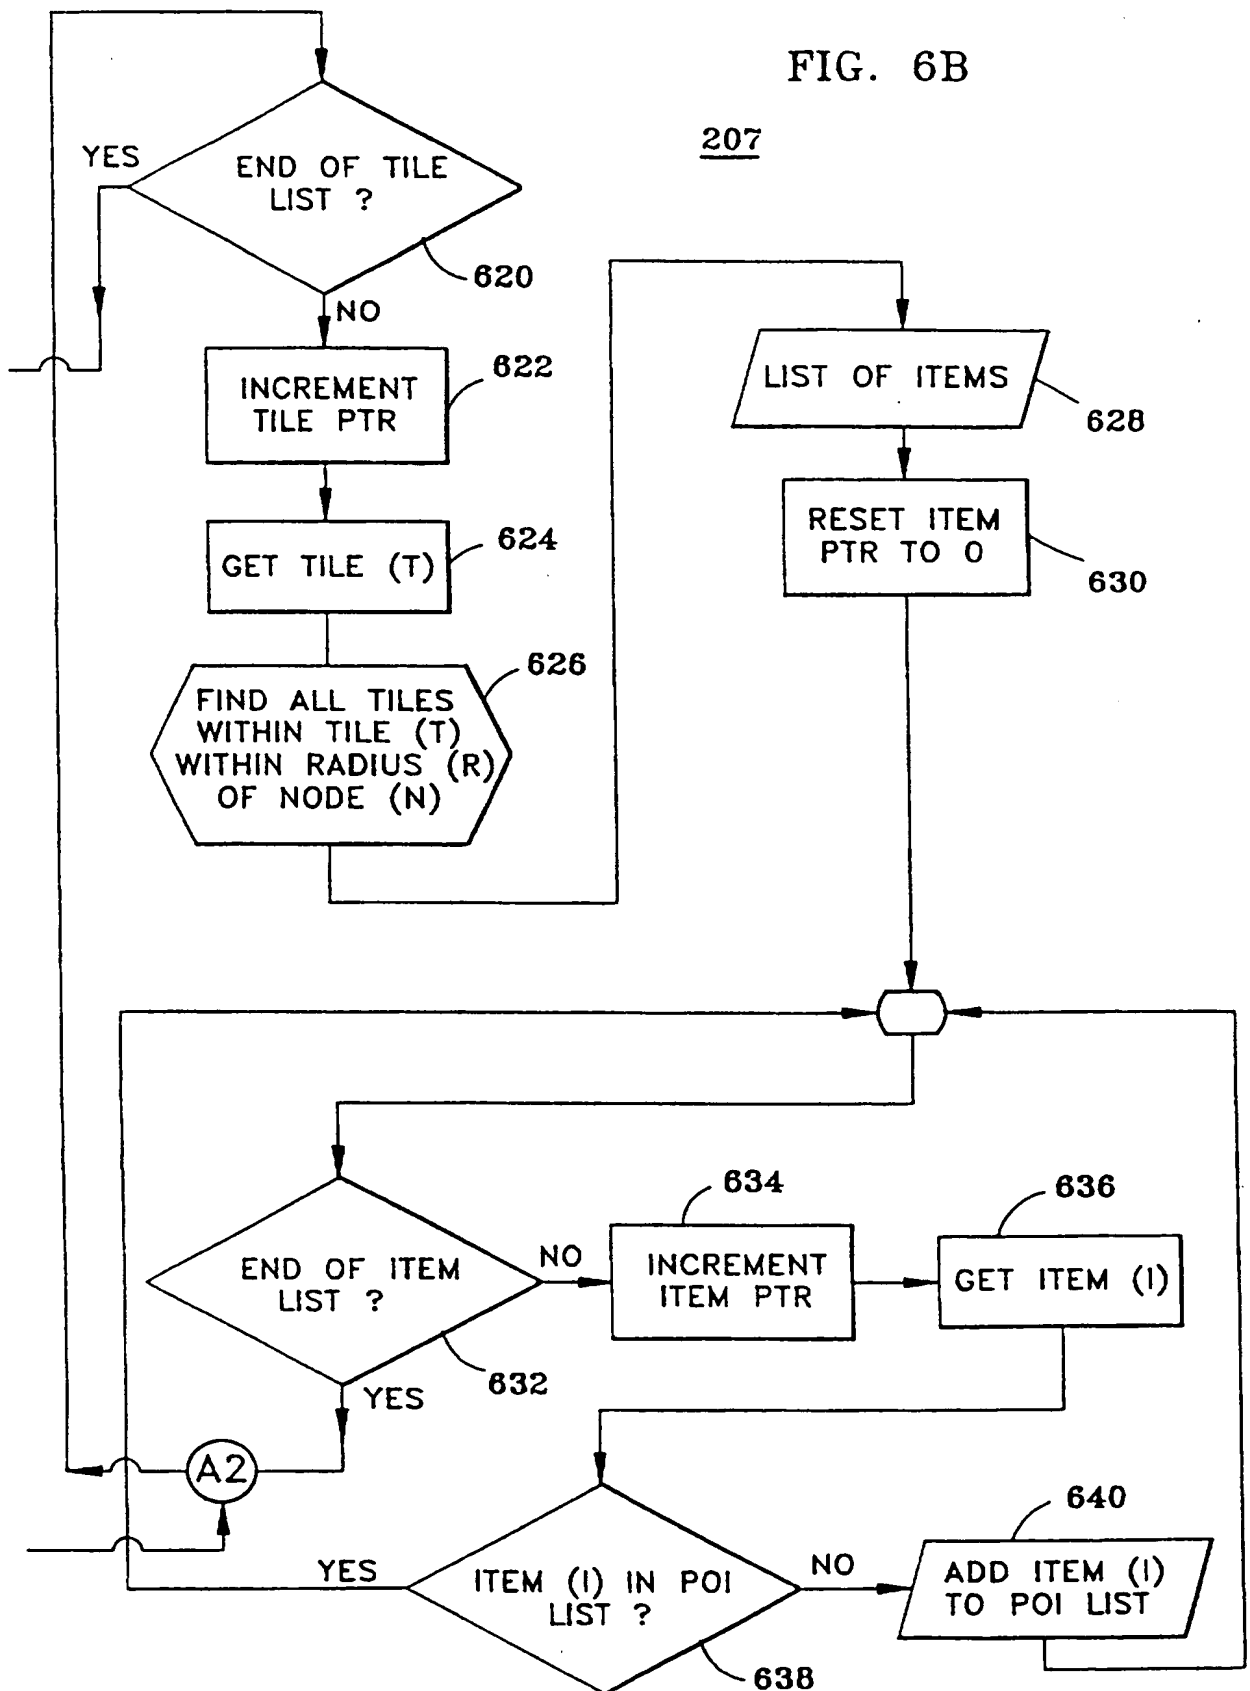 FIG. 6B
207
YES
END OF TILE
LIST ?
620
NO
INCREMENT
TILE PTR
622
GET TILE (T)
624
FIND ALL TILES
WITHIN TILE (T)
WITHIN RADIUS (R)
OF NODE (N)
626
LIST OF ITEMS
628
RESET ITEM
PTR TO 0
630
END OF ITEM
LIST ?
632
NO
YES
INCREMENT
ITEM PTR
634
GET ITEM (I)
636
A2
ITEM (I) IN POI
LIST ?
638
YES
NO
ADD ITEM (I)
TO POI LIST
640